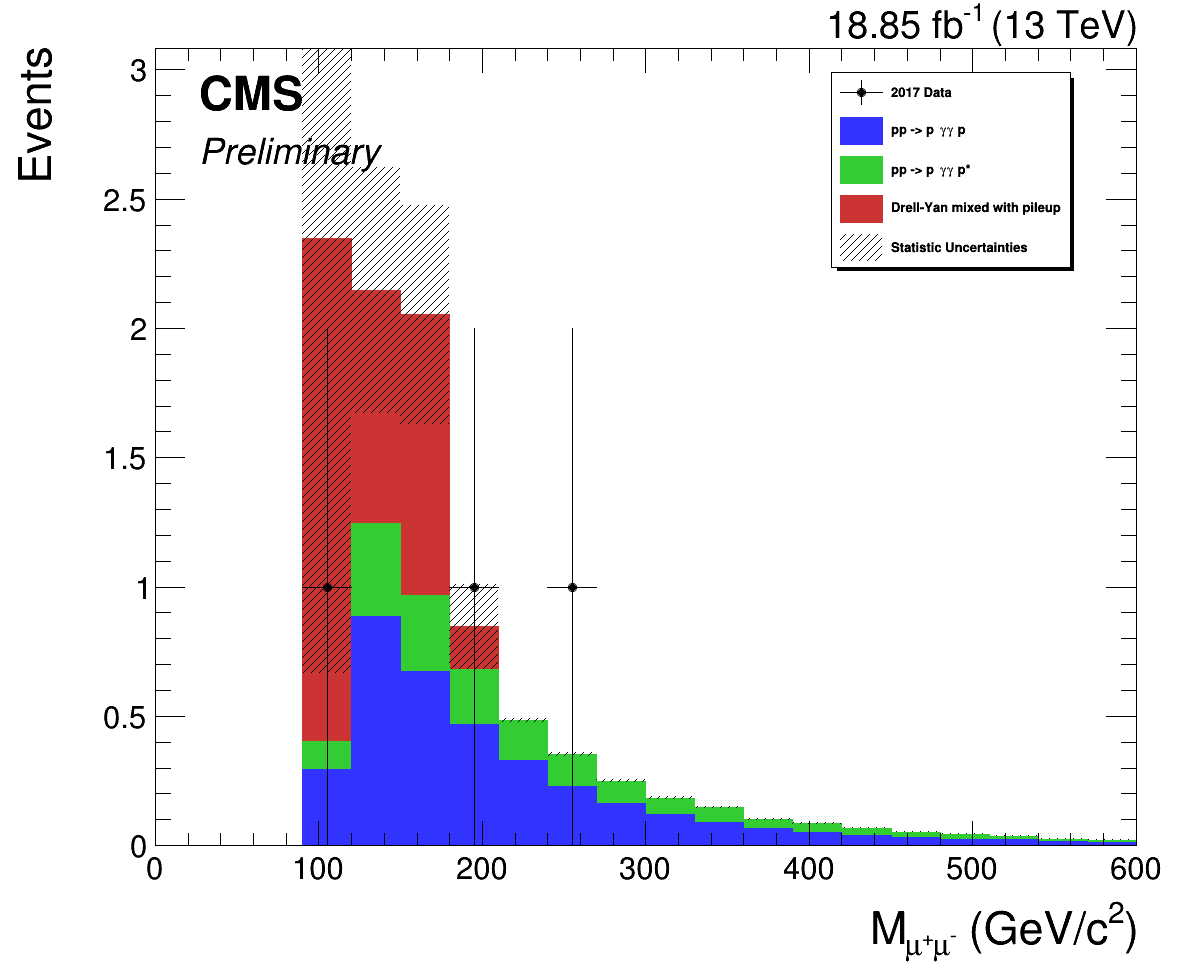 18.85 fb⁻¹ (13 TeV)
Events
CMS
Preliminary
2017 Data
pp -> p γγ p
pp -> p γγ p*
Drell-Yan mixed with pileup
Statistic Uncertainties
3
2.5
2
1.5
1
0.5
0
0 100 200 300 400 500 600
M_μ⁺μ⁻ (GeV/c²)